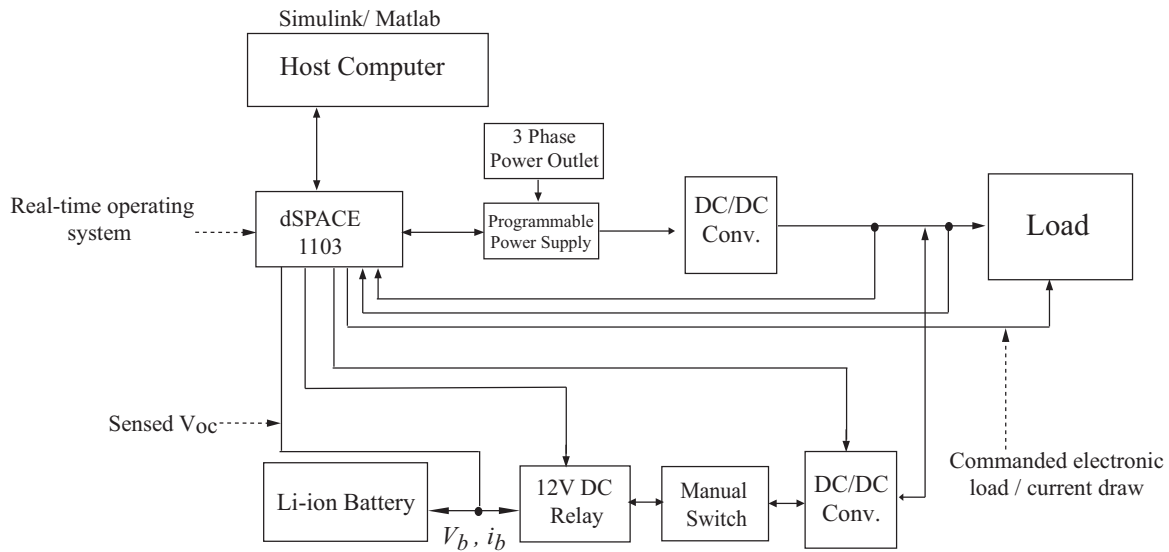 Simulink/ Matlab
Host Computer
3 Phase
Power Outlet
Real-time operating
system
dSPACE
1103
Programmable
Power Supply
DC/DC
Conv.
Load
Sensed Voc
Li-ion Battery
Vb , ib
12V DC
Relay
Manual
Switch
DC/DC
Conv.
Commanded electronic
load / current draw